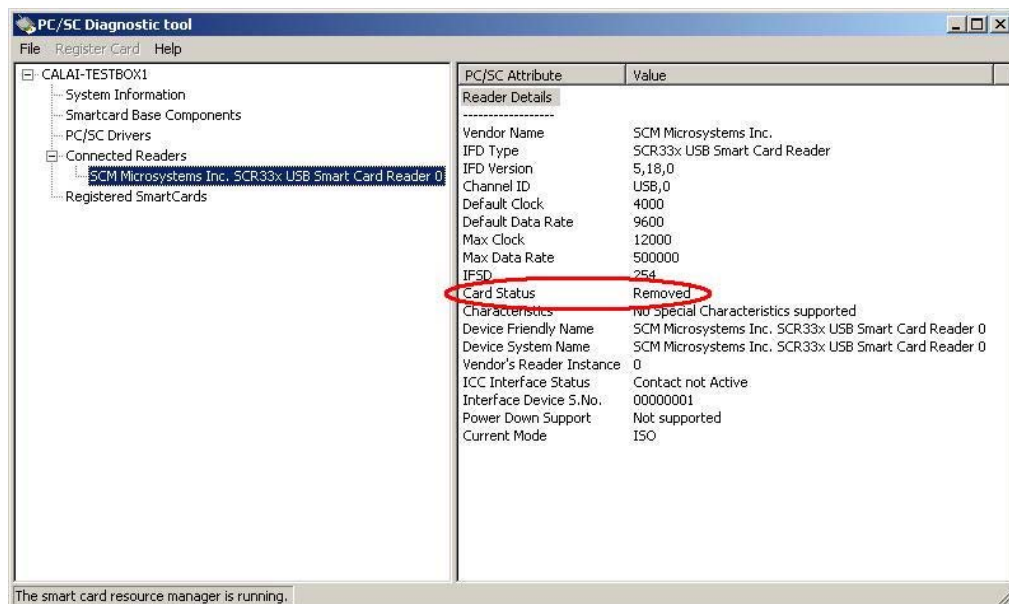 PC/SC Diagnostic tool
File Register Card Help
CALAI-TESTBOX1
System Information
Smartcard Base Components
PC/SC Drivers
Connected Readers
SCM Microsystems Inc. SCR33x USB Smart Card Reader 0
Registered SmartCards
PC/SC Attribute Value
Reader Details
------------------
Vendor Name SCM Microsystems Inc.
IFD Type SCR33x USB Smart Card Reader
IFD Version 5,18,0
Channel ID USB,0
Default Clock 4000
Default Data Rate 9600
Max Clock 12000
Max Data Rate 500000
IFSD 254
Card Status Removed
Characteristics No Special Characteristics supported
Device Friendly Name SCM Microsystems Inc. SCR33x USB Smart Card Reader 0
Device System Name SCM Microsystems Inc. SCR33x USB Smart Card Reader 0
Vendor's Reader Instance 0
ICC Interface Status Contact not Active
Interface Device S.No. 00000001
Power Down Support Not supported
Current Mode ISO
The smart card resource manager is running.